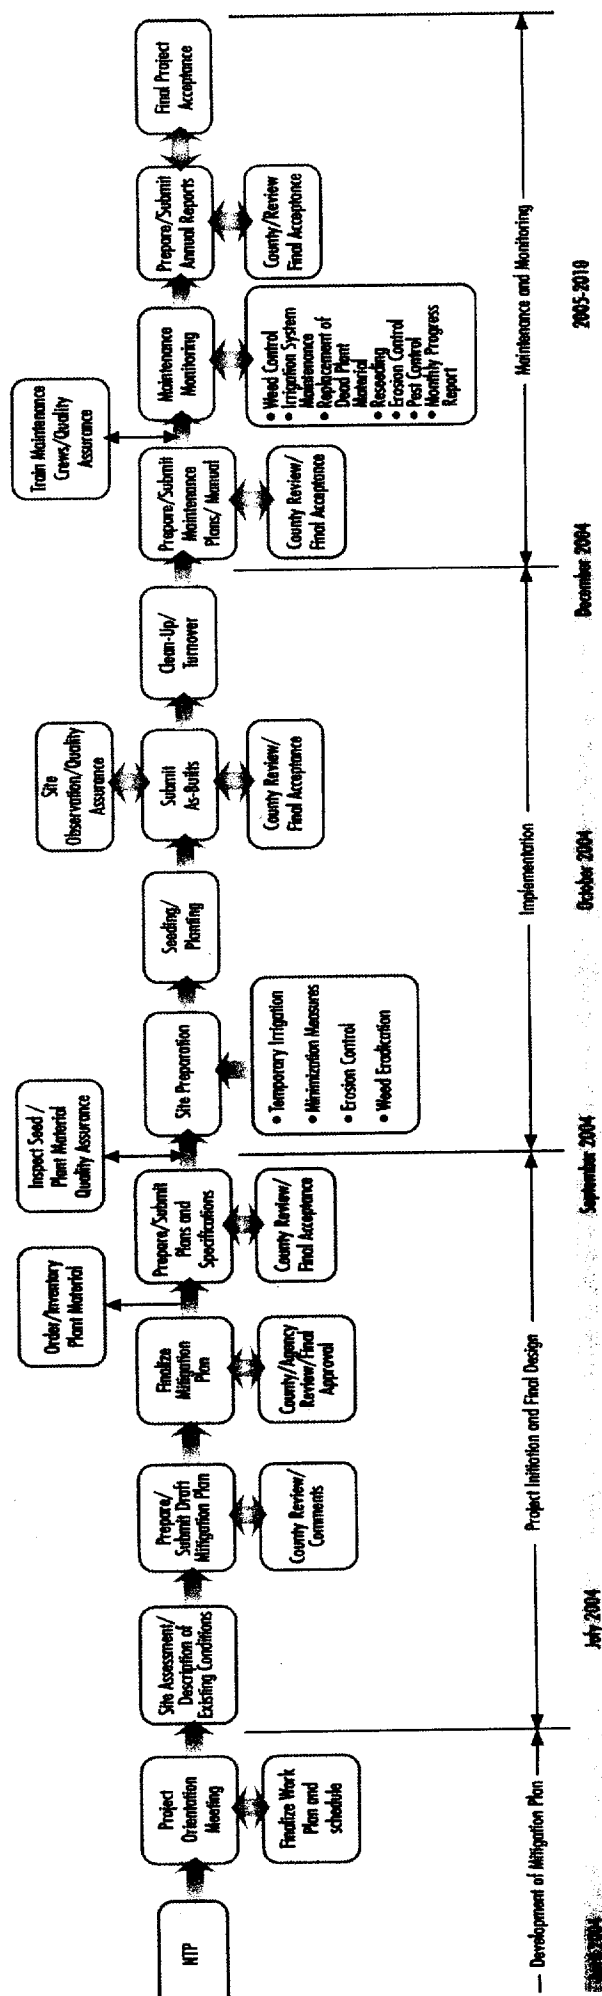 Order/Inventory
Plant Material
Inspect Seed /
Plant Material
Quality Assurance
Site
Observation/Quality
Assurance
Train Maintenance
Crews/Quality
Assurance
NTP
Project
Orientation
Meeting
Site Assessment/
Description of
Existing Conditions
Prepare/
Submit Draft
Mitigation Plan
Finalize
Mitigation
Plan
Prepare/Submit
Plans and
Specifications
Site Preparation
Seeding/
Planting
Submit
As-Builts
Clean-Up/
Turnover
Prepare/Submit
Maintenance
Plans/ Manual
Maintenance
Monitoring
Prepare/Submit
Annual Reports
Final Project
Acceptance
Finalize Work
Plan and
schedule
County Review/
Comments
County/Agency
Review/Final
Approval
County Review/
Final Acceptance
• Temporary Irrigation
• Minimization Measures
• Erosion Control
• Weed Eradication
County Review/
Final Acceptance
County Review/
Final Acceptance
• Weed Control
• Irrigation System
Maintenance
• Replacement of
Dead Plant
Material
• Reseeding
• Erosion Control
• Pest Control
• Monthly Progress
Report
County/Review
Final Acceptance
Development of Mitigation Plan
Project Initiation and Final Design
Implementation
Maintenance and Monitoring
2004
July 2004
September 2004
October 2004
December 2004
2005-2010